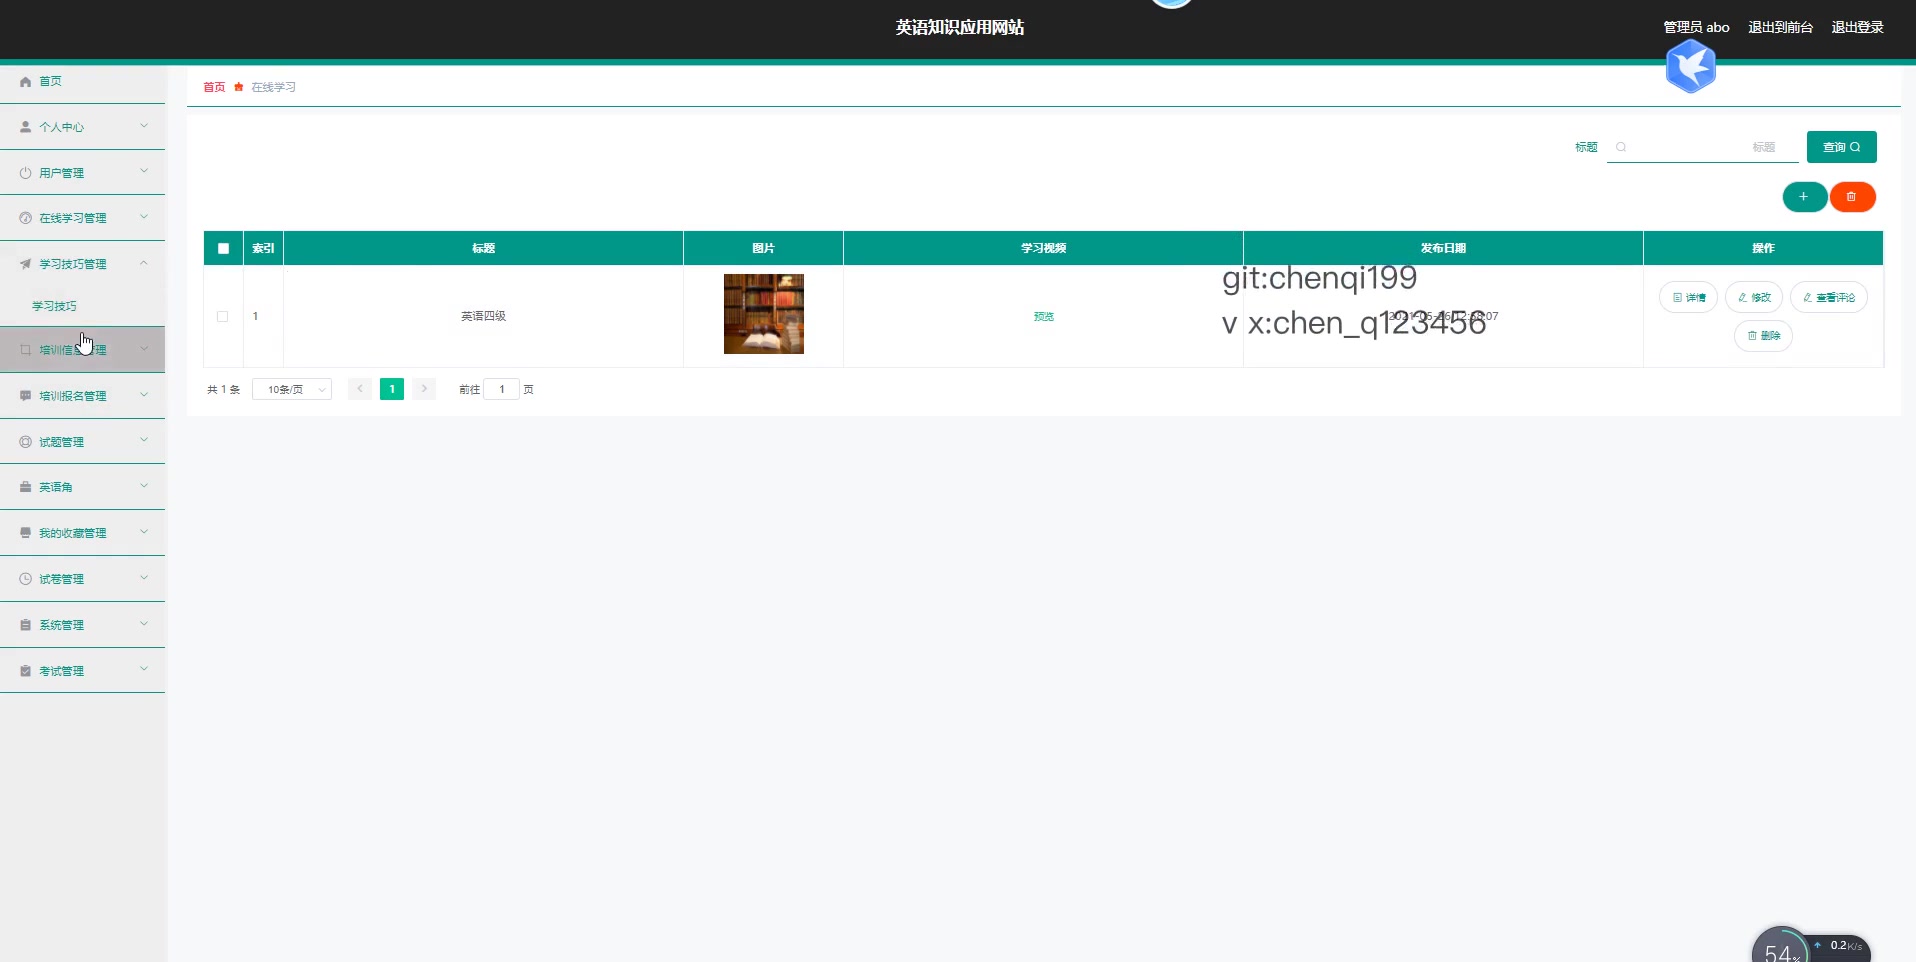 英语知识应用网站
管理员 abo 退出到前台 退出登录
首页
个人中心
用户管理
在线学习管理
学习技巧管理
学习技巧
培训信息管理
培训报名管理
试题管理
英语角
我的收藏管理
试卷管理
系统管理
考试管理
首页 在线学习
标题 标题 查询
索引 标题 图片 学习视频 发布日期 操作
1 英语四级 预览
详情 修改 查看评论
删除
git:chenqi199
v x:chen_q123456
共 1 条 10条/页 1 前往 1 页
54% 0.2K/s